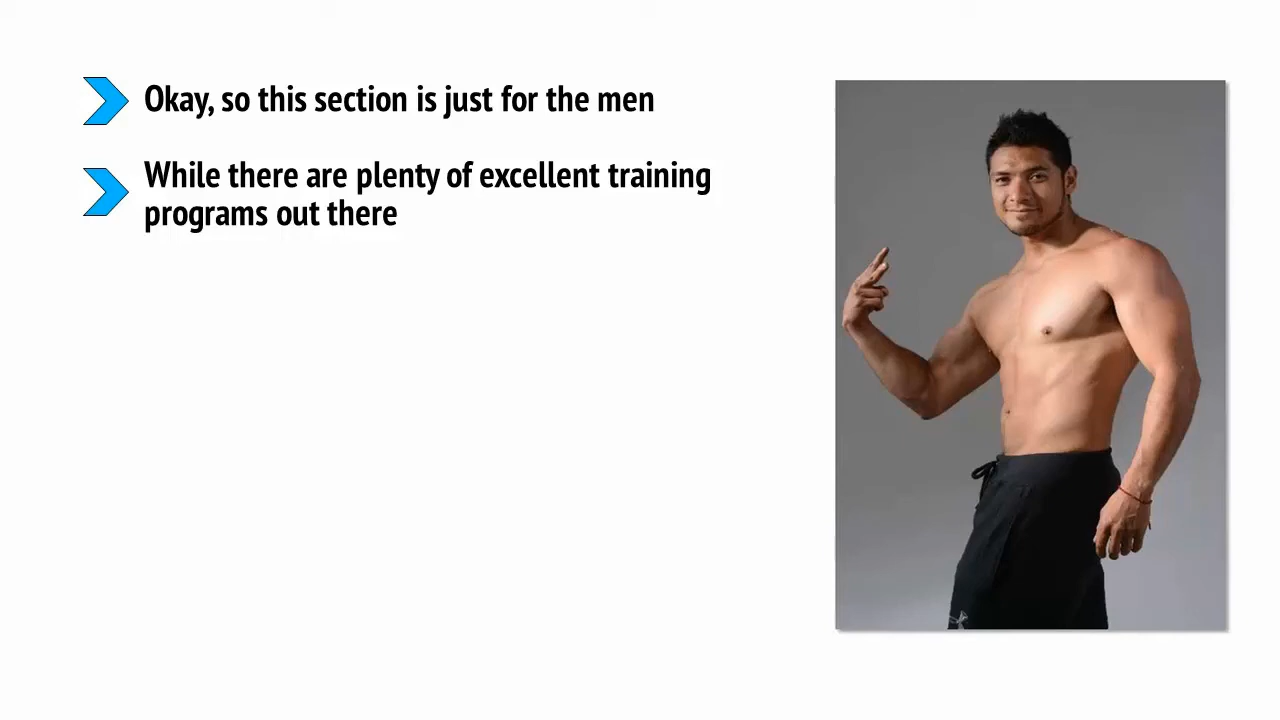 Okay, so this section is just for the men
While there are plenty of excellent training
programs out there